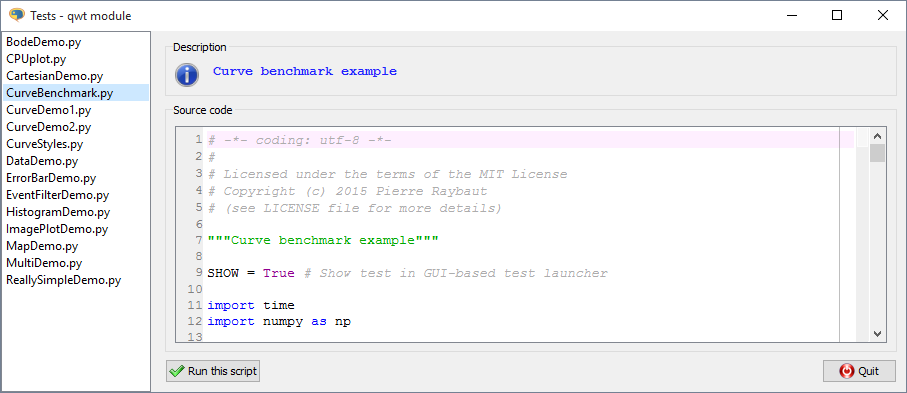 Tests - qwt module
BodeDemo.py
CPUplot.py
CartesianDemo.py
CurveBenchmark.py
CurveDemo1.py
CurveDemo2.py
CurveStyles.py
DataDemo.py
ErrorBarDemo.py
EventFilterDemo.py
HistogramDemo.py
ImagePlotDemo.py
MapDemo.py
MultiDemo.py
ReallySimpleDemo.py
Description
Curve benchmark example
Source code
1 # -*- coding: utf-8 -*-
2 #
3 # Licensed under the terms of the MIT License
4 # Copyright (c) 2015 Pierre Raybaut
5 # (see LICENSE file for more details)
6
7 """Curve benchmark example"""
8
9 SHOW = True # Show test in GUI-based test launcher
10
11 import time
12 import numpy as np
13
Run this script
Quit